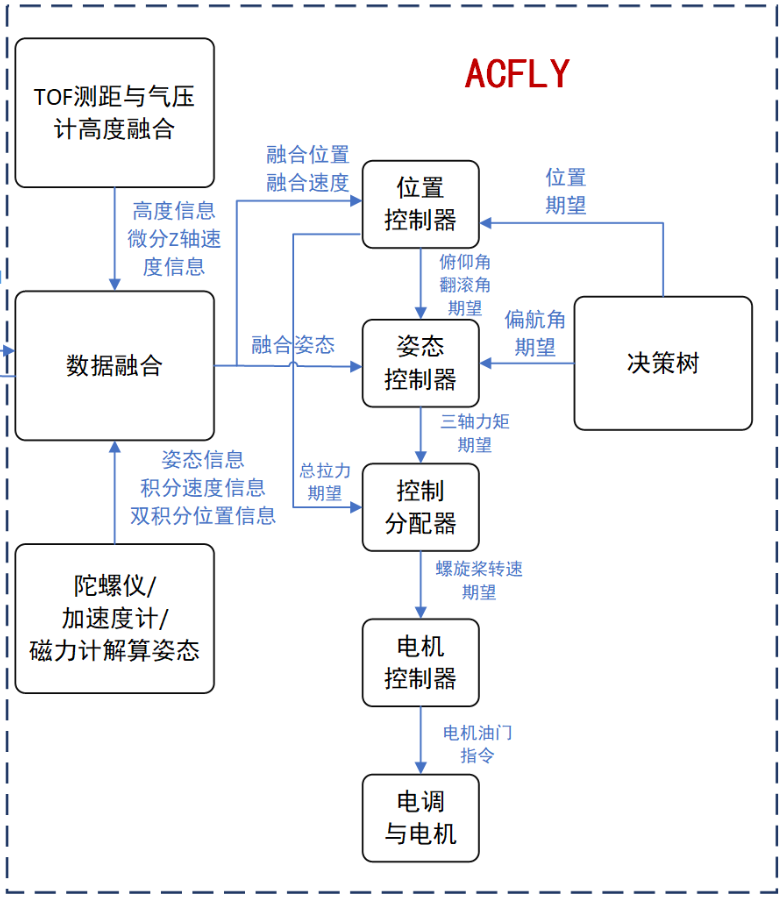 ACFLY
TOF测距与气压
计高度融合
高度信息
微分Z轴速
度信息
数据融合
姿态信息
积分速度信息
双积分位置信息
陀螺仪/
加速度计/
磁力计解算姿态
融合位置
融合速度
融合姿态
位置
控制器
位置
期望
俯仰角
翻滚角
期望
姿态
控制器
偏航角
期望
决策树
三轴力矩
期望
总拉力
期望
控制
分配器
螺旋桨转速
期望
电机
控制器
电机油门
指令
电调
与电机